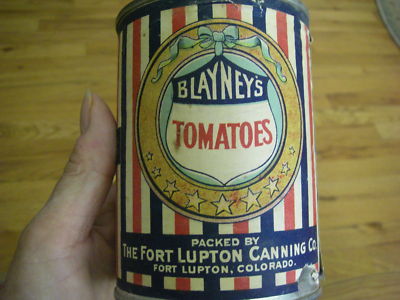 BLAYNEY'S
TOMATOES
PACKED BY
THE FORT LUPTON CANNING CO.
FORT LUPTON, COLORADO.